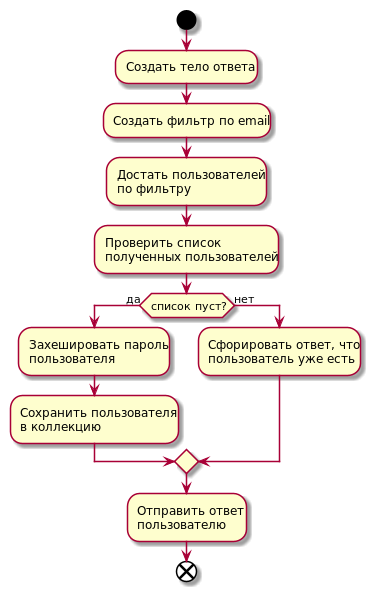 Создать тело ответа
Создать фильтр по email
Достать пользователей
по фильтру
Проверить список
полученных пользователей
да
список пуст?
нет
Захешировать пароль
пользователя
Сфорировать ответ, что
пользователь уже есть
Сохранить пользователя
в коллекцию
Отправить ответ
пользователю